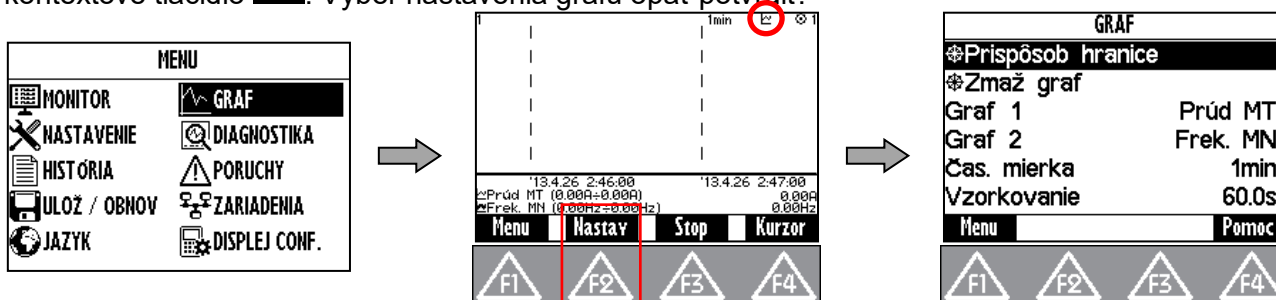 kontextové tlačidlo . Výber nastavenia grafu opäť potvrdiť.
MENU
MONITOR
GRAF
NASTAVENIE
DIAGNOSTIKA
HISTÓRIA
PORUCHY
ULOŽ / OBNOV
ZARIADENIA
JAZYK
DISPLEJ CONF.
1 1min 1
'13.4.26 2:46:00 '13.4.26 2:47:00
Prúd MT (0.00A÷0.00A) 0.00A
Frek. MN (0.00Hz÷0.00Hz) 0.00Hz
Menu Nastav Stop Kurzor
F1 F2 F3 F4
GRAF
Prispôsob hranice
Zmaž graf
Graf 1 Prúd MT
Graf 2 Frek. MN
Čas. mierka 1min
Vzorkovanie 60.0s
Menu Pomoc
F1 F2 F3 F4